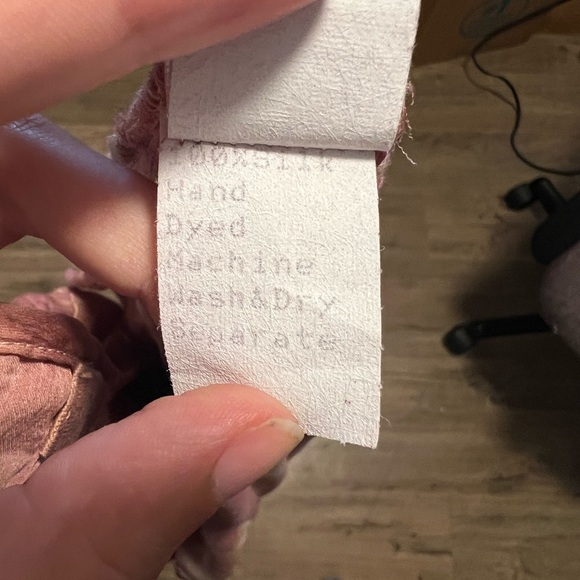 100%Silk
Hand
Dyed
Machine
Wash&Dry
Separate